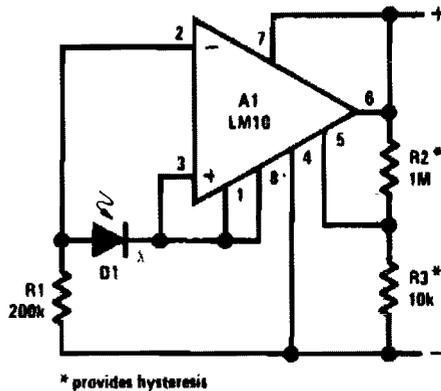 2
7
+
A1
LM10
6
3
1
8
4
5
R2*
1M
D1
R1
200k
R3*
10k
−
+
−
* provides hysteresis